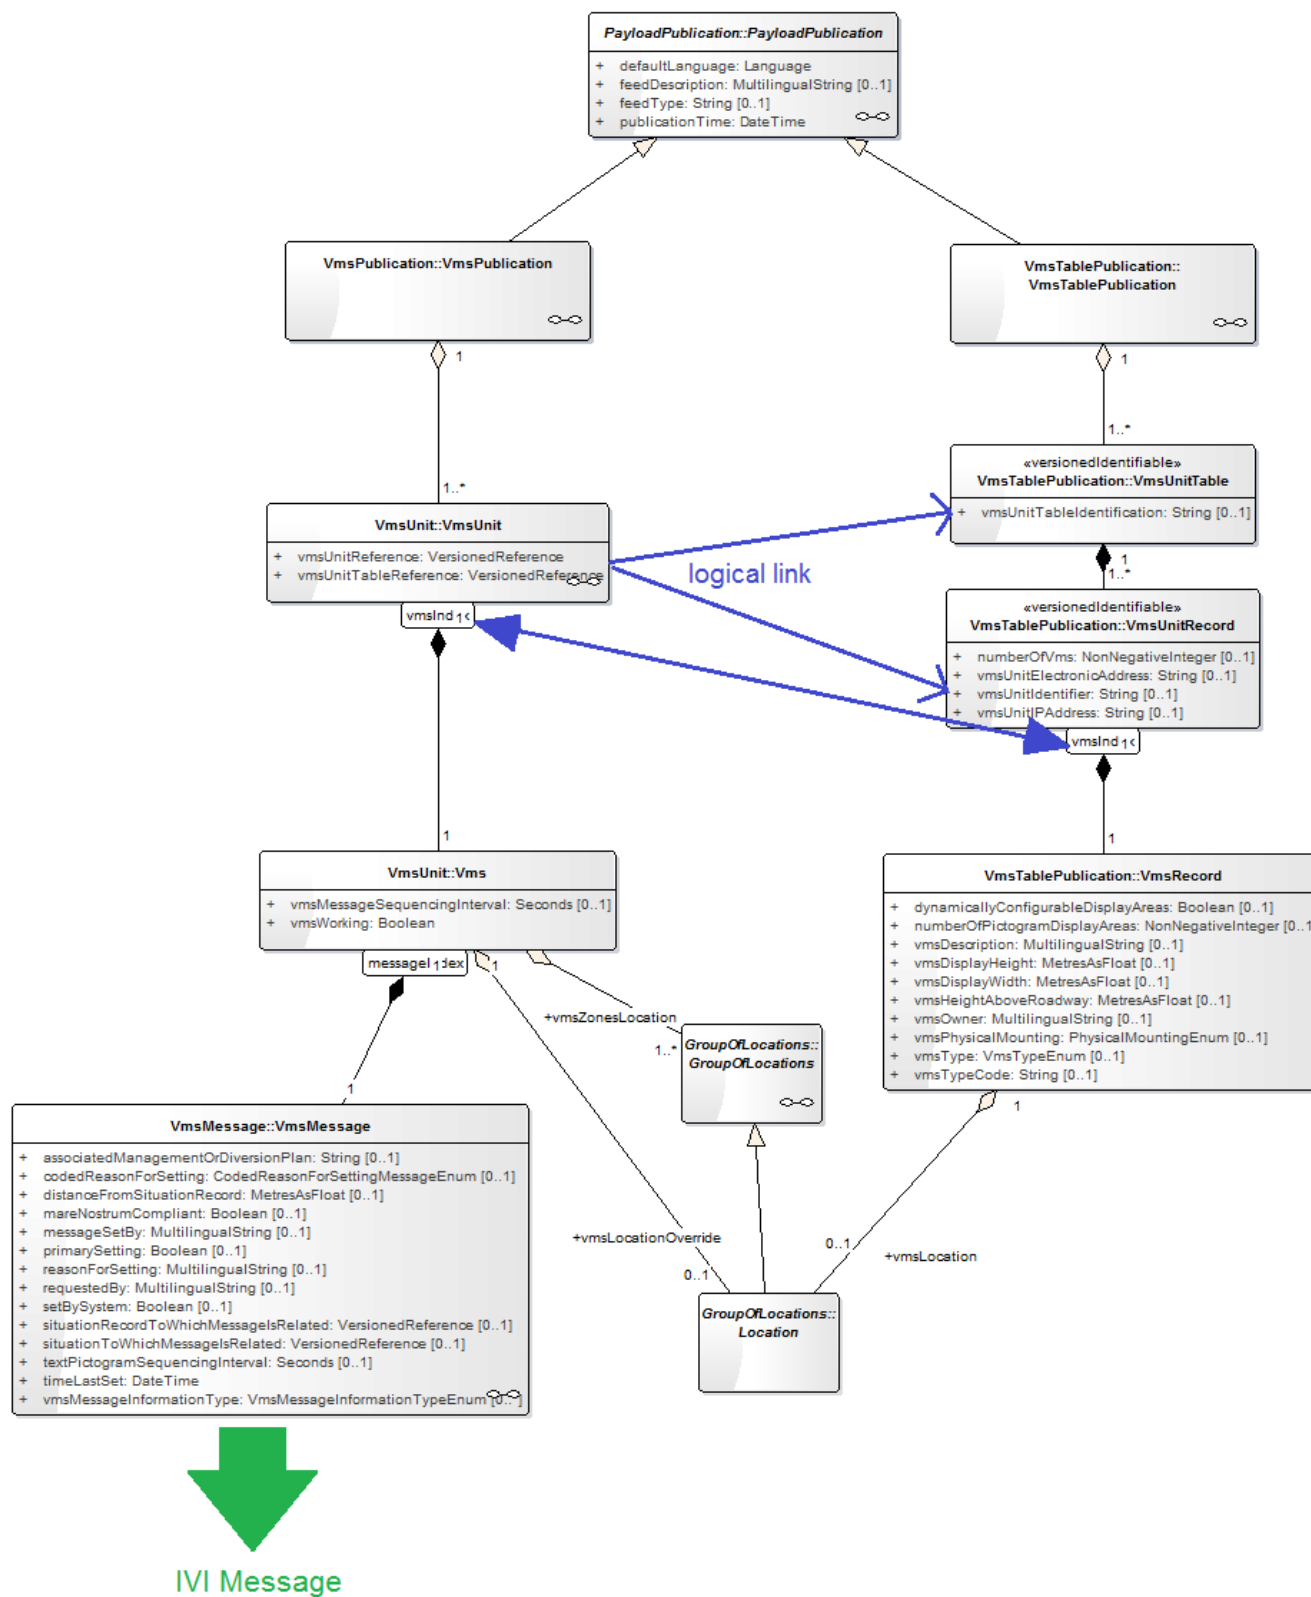 PayloadPublication::PayloadPublication
+ defaultLanguage: Language
+ feedDescription: MultilingualString [0..1]
+ feedType: String [0..1]
+ publicationTime: DateTime
VmsPublication::VmsPublication
VmsTablePublication::
VmsTablePublication
1
1
1..*
1..*
«versionedIdentifiable»
VmsTablePublication::VmsUnitTable
+ vmsUnitTableIdentification: String [0..1]
VmsUnit::VmsUnit
+ vmsUnitReference: VersionedReference
+ vmsUnitTableReference: VersionedReference
logical link
1
1..*
«versionedIdentifiable»
VmsTablePublication::VmsUnitRecord
+ numberOfVms: NonNegativeInteger [0..1]
+ vmsUnitElectronicAddress: String [0..1]
+ vmsUnitIdentifier: String [0..1]
+ vmsUnitIPAddress: String [0..1]
1
1
1
1
VmsUnit::Vms
+ vmsMessageSequencingInterval: Seconds [0..1]
+ vmsWorking: Boolean
VmsTablePublication::VmsRecord
+ dynamicallyConfigurableDisplayAreas: Boolean [0..1]
+ numberOfPictogramDisplayAreas: NonNegativeInteger [0..1
+ vmsDescription: MultilingualString [0..1]
+ vmsDisplayHeight: MetresAsFloat [0..1]
+ vmsDisplayWidth: MetresAsFloat [0..1]
+ vmsHeightAboveRoadway: MetresAsFloat [0..1]
+ vmsOwner: MultilingualString [0..1]
+ vmsPhysicalMounting: PhysicalMountingEnum [0..1]
+ vmsType: VmsTypeEnum [0..1]
+ vmsTypeCode: String [0..1]
1
1
+vmsZonesLocation
1..*
GroupOfLocations::
GroupOfLocations
1
1
VmsMessage::VmsMessage
+ associatedManagementOrDiversionPlan: String [0..1]
+ codedReasonForSetting: CodedReasonForSettingMessageEnum [0..1]
+ distanceFromSituationRecord: MetresAsFloat [0..1]
+ mareNostrumCompliant: Boolean [0..1]
+ messageSetBy: MultilingualString [0..1]
+ primarySetting: Boolean [0..1]
+ reasonForSetting: MultilingualString [0..1]
+ requestedBy: MultilingualString [0..1]
+ setBySystem: Boolean [0..1]
+ situationRecordToWhichMessageIsRelated: VersionedReference [0..1]
+ situationToWhichMessageIsRelated: VersionedReference [0..1]
+ textPictogramSequencingInterval: Seconds [0..1]
+ timeLastSet: DateTime
+ vmsMessageInformationType: VmsMessageInformationTypeEnum
+vmsLocationOverride
0..1
0..1
+vmsLocation
GroupOfLocations::
Location
IVI Message